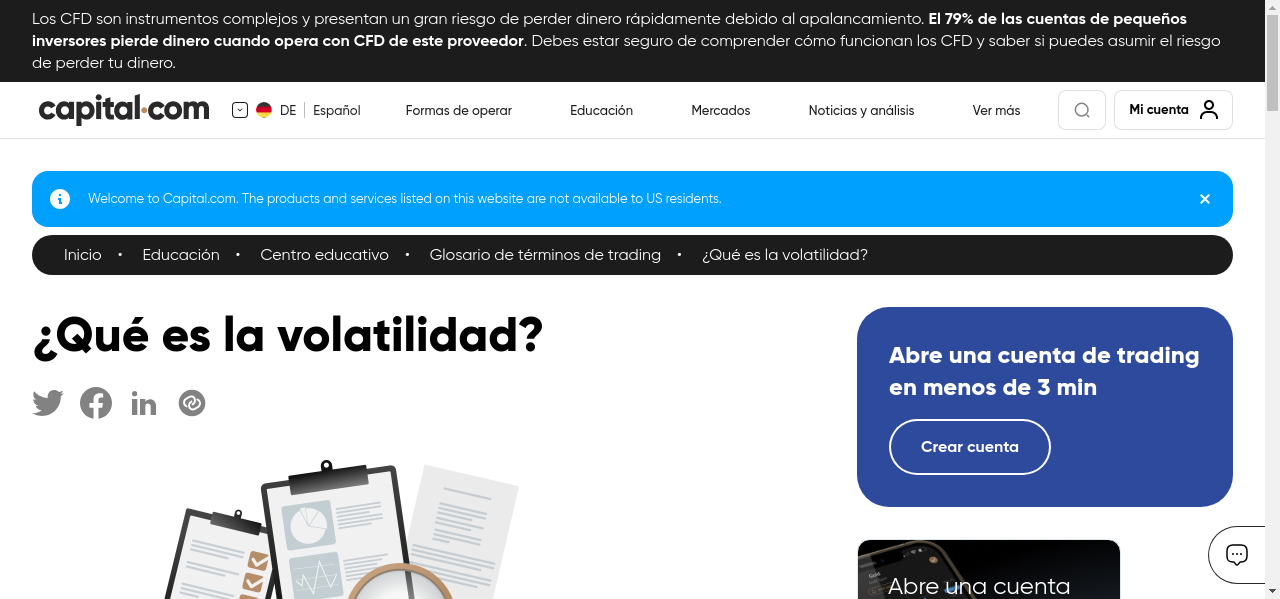 Los CFD son instrumentos complejos y presentan un gran riesgo de perder dinero rápidamente debido al apalancamiento. El 79% de las cuentas de pequeños
inversores pierde dinero cuando opera con CFD de este proveedor. Debes estar seguro de comprender cómo funcionan los CFD y saber si puedes asumir el riesgo
de perder tu dinero.
capital.com DE Español Formas de operar Educación Mercados Noticias y análisis Ver más Mi cuenta
Welcome to Capital.com. The products and services listed on this website are not available to US residents.
Inicio • Educación • Centro educativo • Glosario de términos de trading • ¿Qué es la volatilidad?
¿Qué es la volatilidad?
Abre una cuenta de trading
en menos de 3 min
Crear cuenta
Abre una cuenta